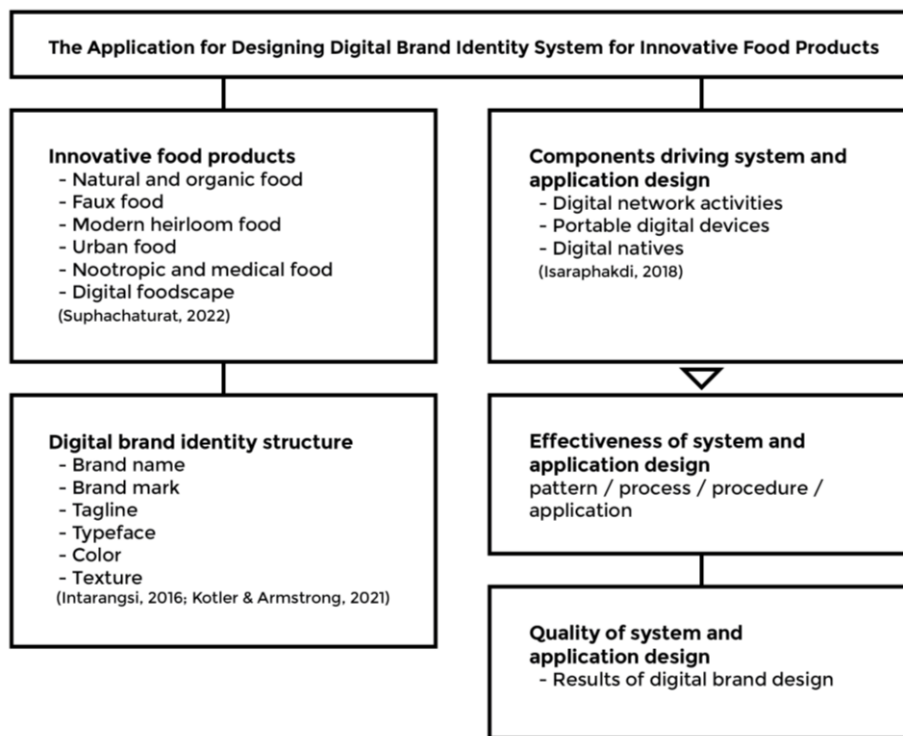 The Application for Designing Digital Brand Identity System for Innovative Food Products
Innovative food products
- Natural and organic food
- Faux food
- Modern heirloom food
- Urban food
- Nootropic and medical food
- Digital foodscape
(Suphachaturat, 2022)
Digital brand identity structure
- Brand name
- Brand mark
- Tagline
- Typeface
- Color
- Texture
(Intarangsi, 2016; Kotler & Armstrong, 2021)
Components driving system and
application design
- Digital network activities
- Portable digital devices
- Digital natives
(Isaraphakdi, 2018)
Effectiveness of system and
application design
pattern / process / procedure /
application
Quality of system and
application design
- Results of digital brand design